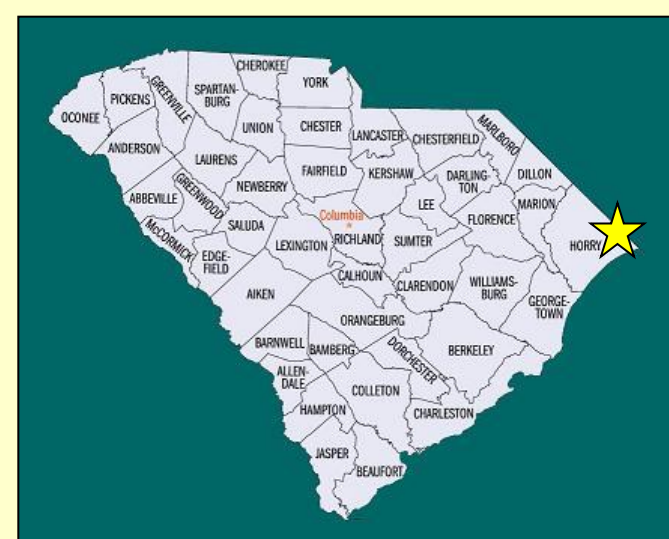 CHEROKEE
YORK
PICKENS
GREENVILLE
SPARTAN-
BURG
OCONEE
UNION
CHESTER
LANCASTER
CHESTERFIELD
MARLBORO
ANDERSON
LAURENS
FAIRFIELD
KERSHAW
DARLING-
TON
DILLON
ABBEVILLE
GREENWOOD
NEWBERRY
LEE
MARION
FLORENCE
McCORMICK
SALUDA
Columbia
RICHLAND
SUMTER
HORRY
EDGE-
FIELD
LEXINGTON
CALHOUN
CLARENDON
WILLIAMS-
BURG
GEORGE-
TOWN
AIKEN
ORANGEBURG
BARNWELL
BAMBERG
DORCHESTER
BERKELEY
ALLEN-
DALE
COLLETON
HAMPTON
CHARLESTON
JASPER
BEAUFORT